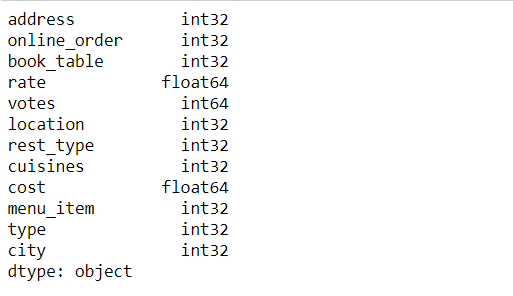 address int32
online_order int32
book_table int32
rate float64
votes int64
location int32
rest_type int32
cuisines int32
cost float64
menu_item int32
type int32
city int32
dtype: object